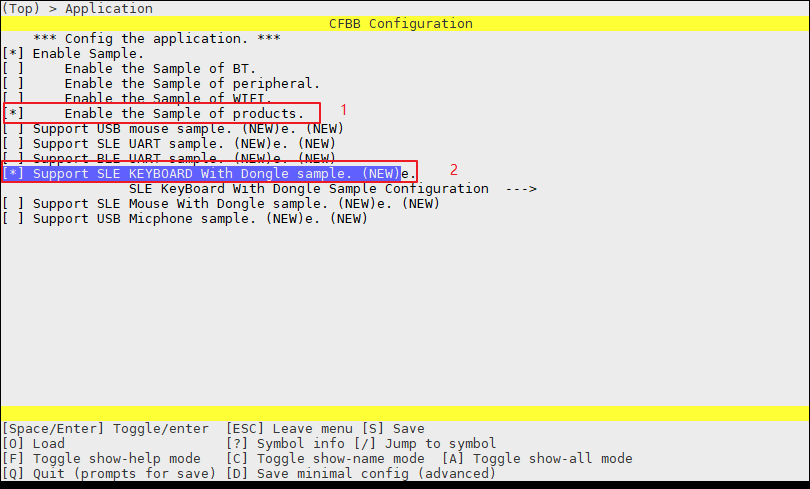 (Top) > Application
CFBB Configuration
*** Config the application. ***
[*] Enable Sample.
[ ]     Enable the Sample of BT.
[ ]     Enable the Sample of peripheral.
[ ]     Enable the Sample of WIFI.
[*]     Enable the Sample of products. 1
[ ] Support USB mouse sample. (NEW)e. (NEW)
[ ] Support SLE UART sample. (NEW)e. (NEW)
[ ] Support BLE UART sample. (NEW)e. (NEW)
[*] Support SLE KEYBOARD With Dongle sample. (NEW)e. 2
SLE KeyBoard With Dongle Sample Configuration  --->
[ ] Support SLE Mouse With Dongle sample. (NEW)e. (NEW)
[ ] Support USB Micphone sample. (NEW)e. (NEW)
[Space/Enter] Toggle/enter  [ESC] Leave menu [S] Save
[O] Load                    [?] Symbol info [/] Jump to symbol
[F] Toggle show-help mode   [C] Toggle show-name mode  [A] Toggle show-all mode
[Q] Quit (prompts for save) [D] Save minimal config (advanced)